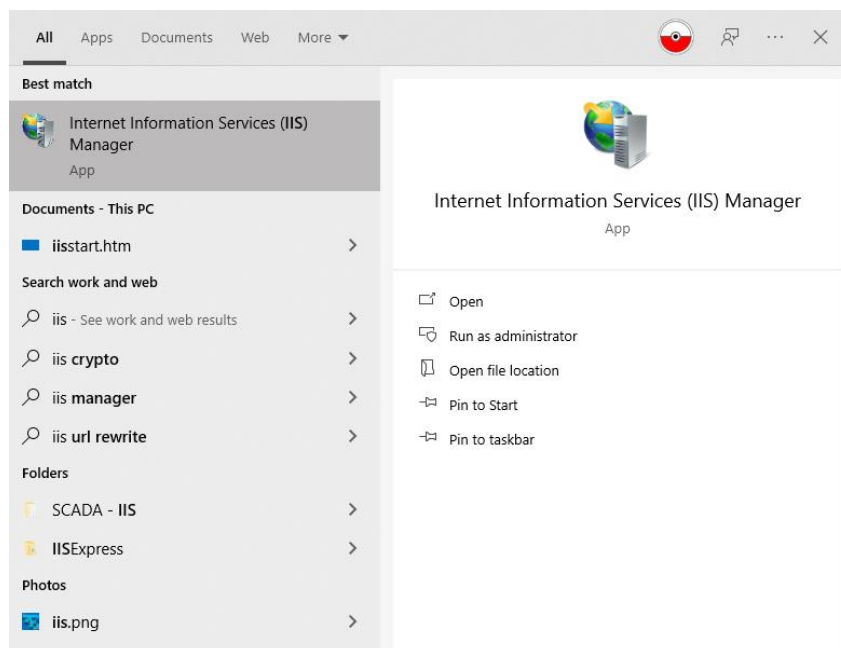 All Apps Documents Web More
Best match
Internet Information Services (IIS)
Manager
App
Documents - This PC
iisstart.htm
Search work and web
iis - See work and web results
iis crypto
iis manager
iis url rewrite
Folders
SCADA - IIS
IISExpress
Photos
iis.png
Internet Information Services (IIS) Manager
App
Open
Run as administrator
Open file location
Pin to Start
Pin to taskbar